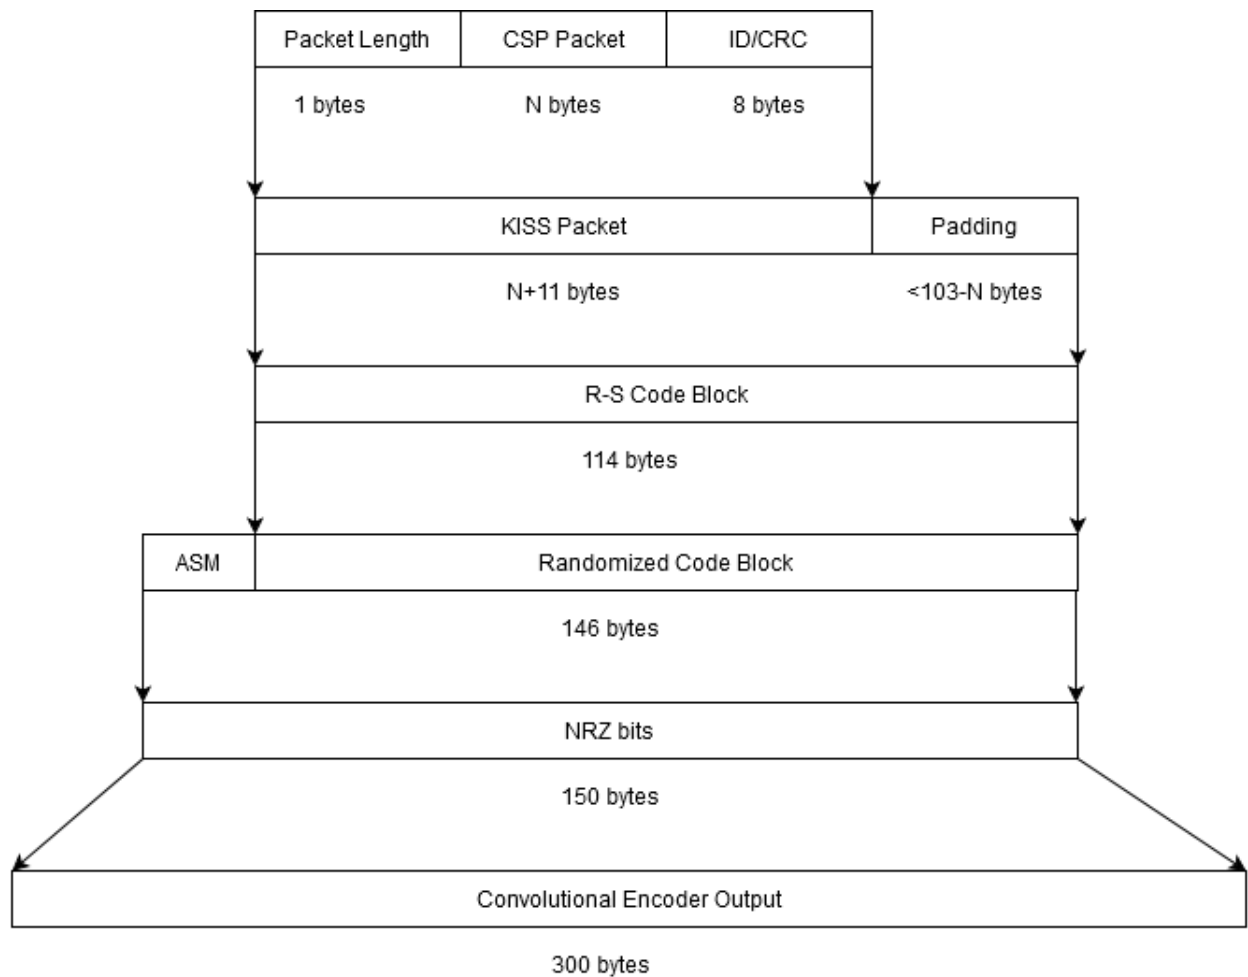 Packet Length CSP Packet ID/CRC
1 bytes N bytes 8 bytes
KISS Packet Padding
N+11 bytes <103-N bytes
R-S Code Block
114 bytes
ASM Randomized Code Block
146 bytes
NRZ bits
150 bytes
Convolutional Encoder Output
300 bytes